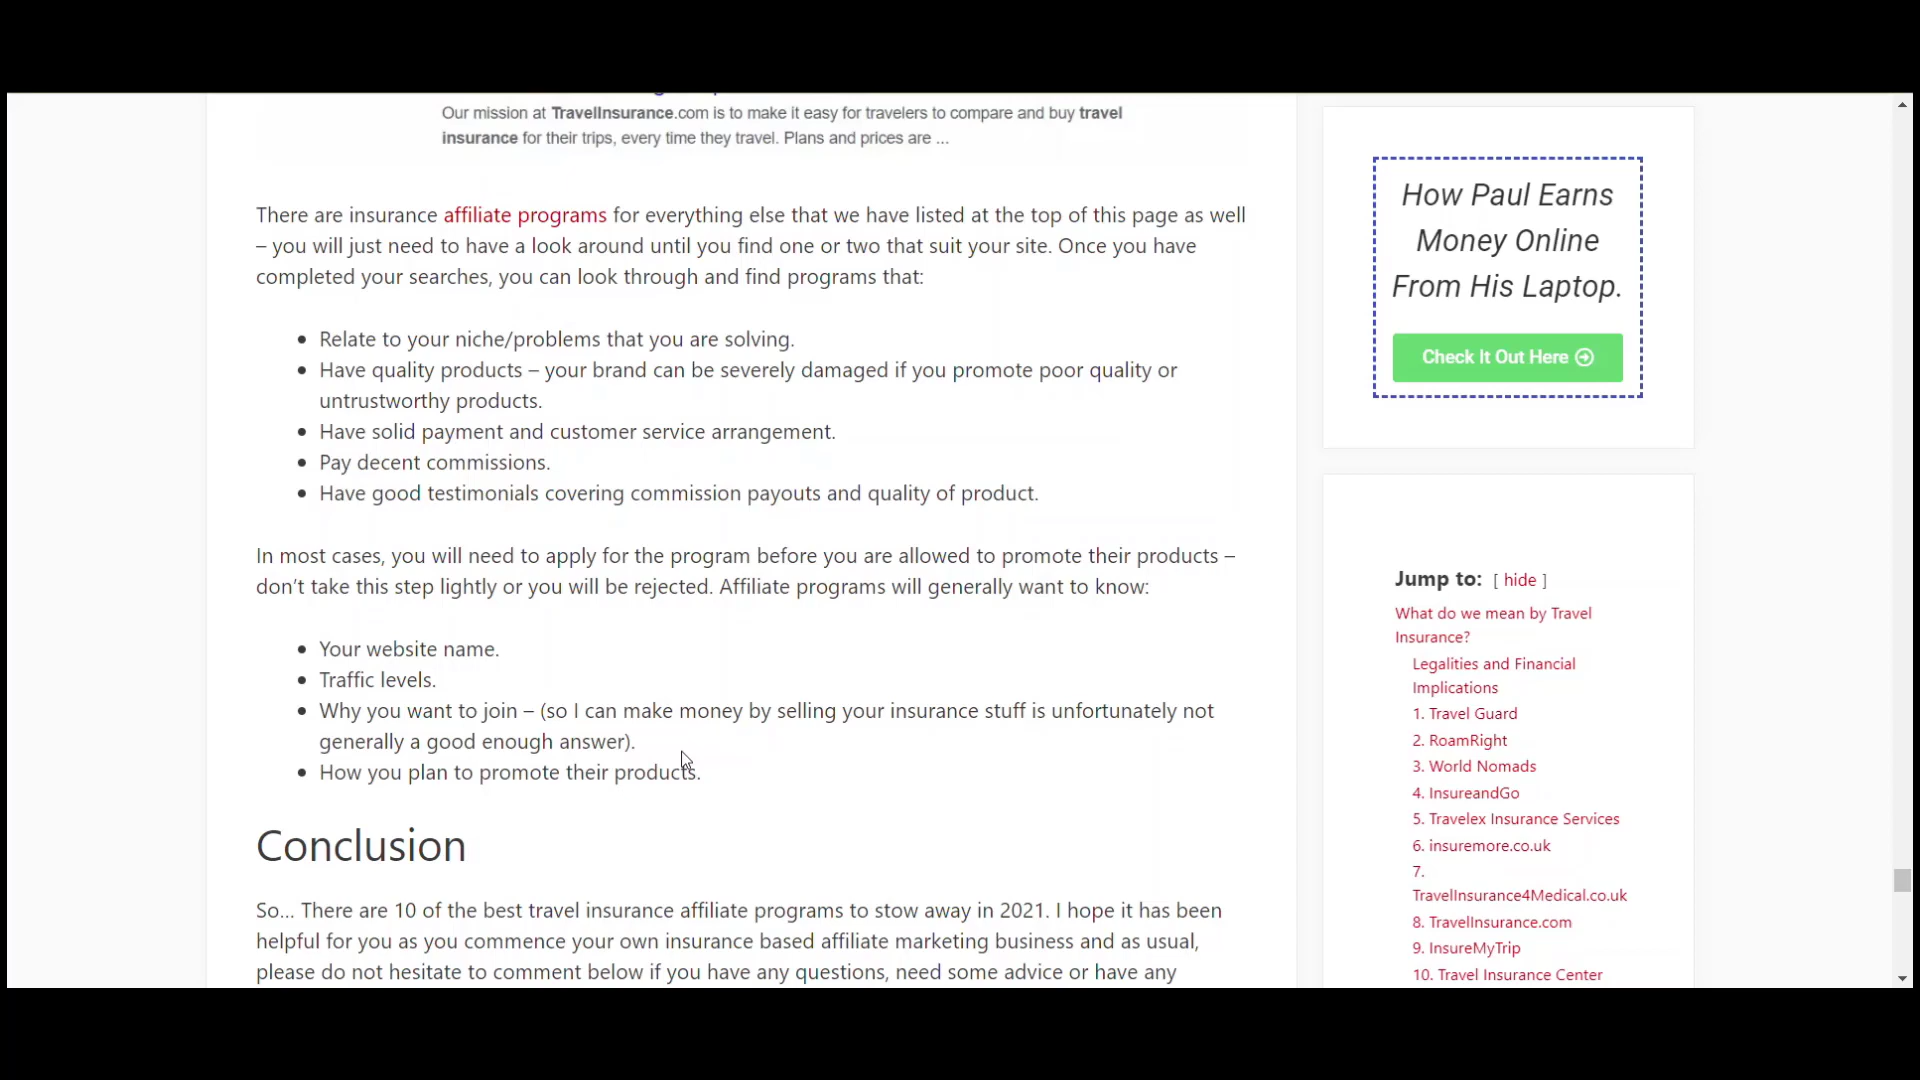 Our mission at TravelInsurance.com is to make it easy for travelers to compare and buy travel
insurance for their trips, every time they travel. Plans and prices are ...
There are insurance affiliate programs for everything else that we have listed at the top of this page as well
– you will just need to have a look around until you find one or two that suit your site. Once you have
completed your searches, you can look through and find programs that:
• Relate to your niche/problems that you are solving.
• Have quality products – your brand can be severely damaged if you promote poor quality or
untrustworthy products.
• Have solid payment and customer service arrangement.
• Pay decent commissions.
• Have good testimonials covering commission payouts and quality of product.
In most cases, you will need to apply for the program before you are allowed to promote their products –
don’t take this step lightly or you will be rejected. Affiliate programs will generally want to know:
• Your website name.
• Traffic levels.
• Why you want to join – (so I can make money by selling your insurance stuff is unfortunately not
generally a good enough answer).
• How you plan to promote their products.
Conclusion
So… There are 10 of the best travel insurance affiliate programs to stow away in 2021. I hope it has been
helpful for you as you commence your own insurance based affiliate marketing business and as usual,
please do not hesitate to comment below if you have any questions, need some advice or have any
How Paul Earns
Money Online
From His Laptop.
Check It Out Here
Jump to: [ hide ]
What do we mean by Travel
Insurance?
Legalities and Financial
Implications
1. Travel Guard
2. RoamRight
3. World Nomads
4. InsureandGo
5. Travelex Insurance Services
6. insuremore.co.uk
7.
TravelInsurance4Medical.co.uk
8. TravelInsurance.com
9. InsureMyTrip
10. Travel Insurance Center